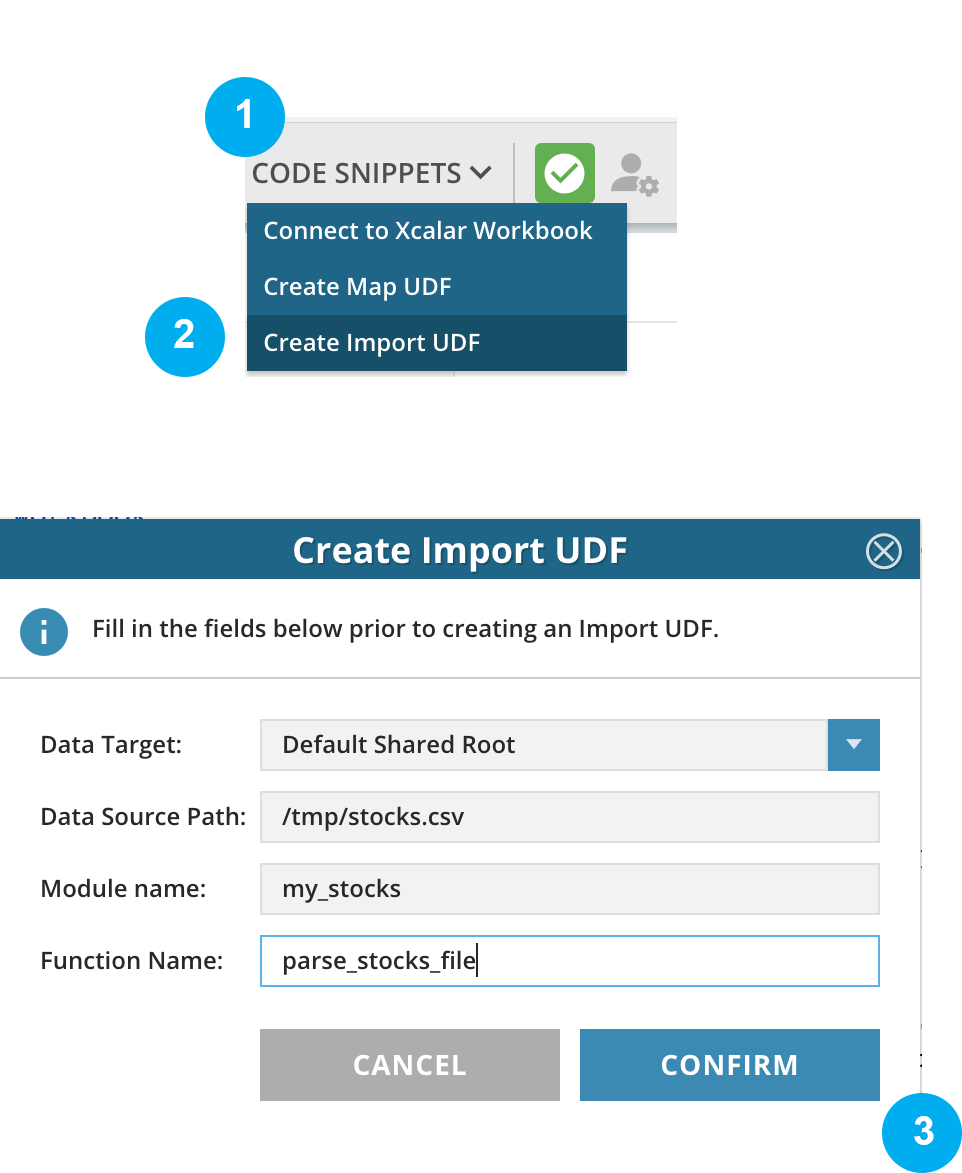 1
CODE SNIPPETS
Connect to Xcalar Workbook
Create Map UDF
2
Create Import UDF
Create Import UDF
i Fill in the fields below prior to creating an Import UDF.
Data Target: Default Shared Root
Data Source Path: /tmp/stocks.csv
Module name: my_stocks
Function Name: parse_stocks_file
CANCEL CONFIRM
3